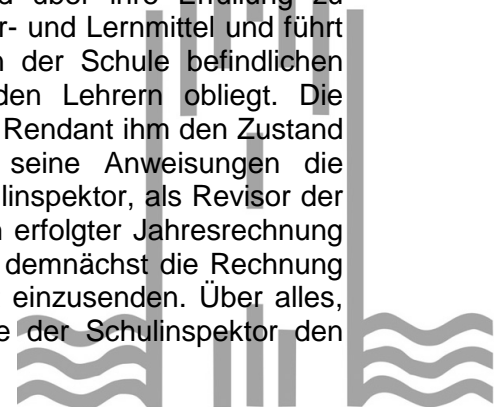 über ihre Erfüllung zu
r- und Lernmittel und führt
n der Schule befindlichen
den Lehrern obliegt. Die
Rendant ihm den Zustand
seine Anweisungen die
ulinspektor, als Revisor der
n erfolgter Jahresrechnung
demnächst die Rechnung
einzusenden. Über alles,
e der Schulinspektor den